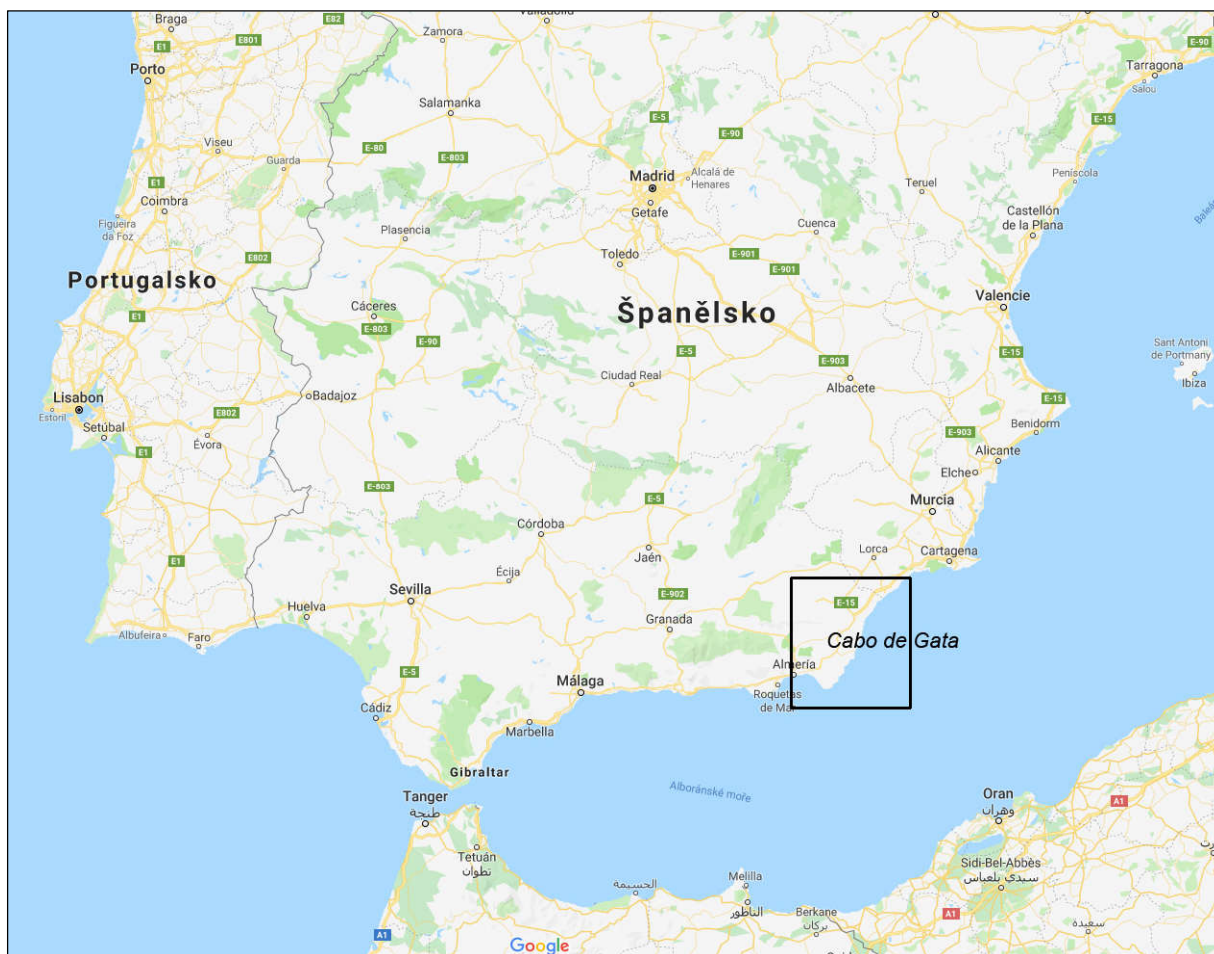 Valladolid
Braga
E82
E1
E801
Zamora
E-90
Porto
Tarragona
Salou
Salamanka
E-5
E-90
E-15
Viseu
E-80
E-803
Guarda
Madrid
Alcalá de
Henares
Teruel
Peníscola
E1
Coimbra
Getafe
Figueira
da Foz
Plasencia
Cuenca
Castellón
de la Plana
E802
Toledo
E-901
E-901
Portugalsko
Valencie
Cáceres
Španělsko
E1
E-803
E-90
E-5
E-903
E-15
Sant Antoni
de Portmany
Ibiza
Ciudad Real
Albacete
Lisabon
Estoril
Badajoz
E-15
Setúbal
E802
Évora
Benidorm
E-903
E1
Alicante
Elche
E-803
E-5
Murcia
Córdoba
Jaén
Lorca
Cartagena
E1
Écija
Sevilla
E-902
E-15
Huelva
Granada
Albufeira
Faro
Cabo de Gata
E-5
Almería
Málaga
Roquetas
de Mar
Cádiz
Marbella
Gibraltar
Alboránské moře
Tanger
طنجة
Oran
وهران
A1
Tetuán
تطوان
Sidi-Bel-Abbès
سيدي بلعباس
Melilla
الحسيمة
الناظور
Berkane
بركان
A1
سعيدة
A1
Google